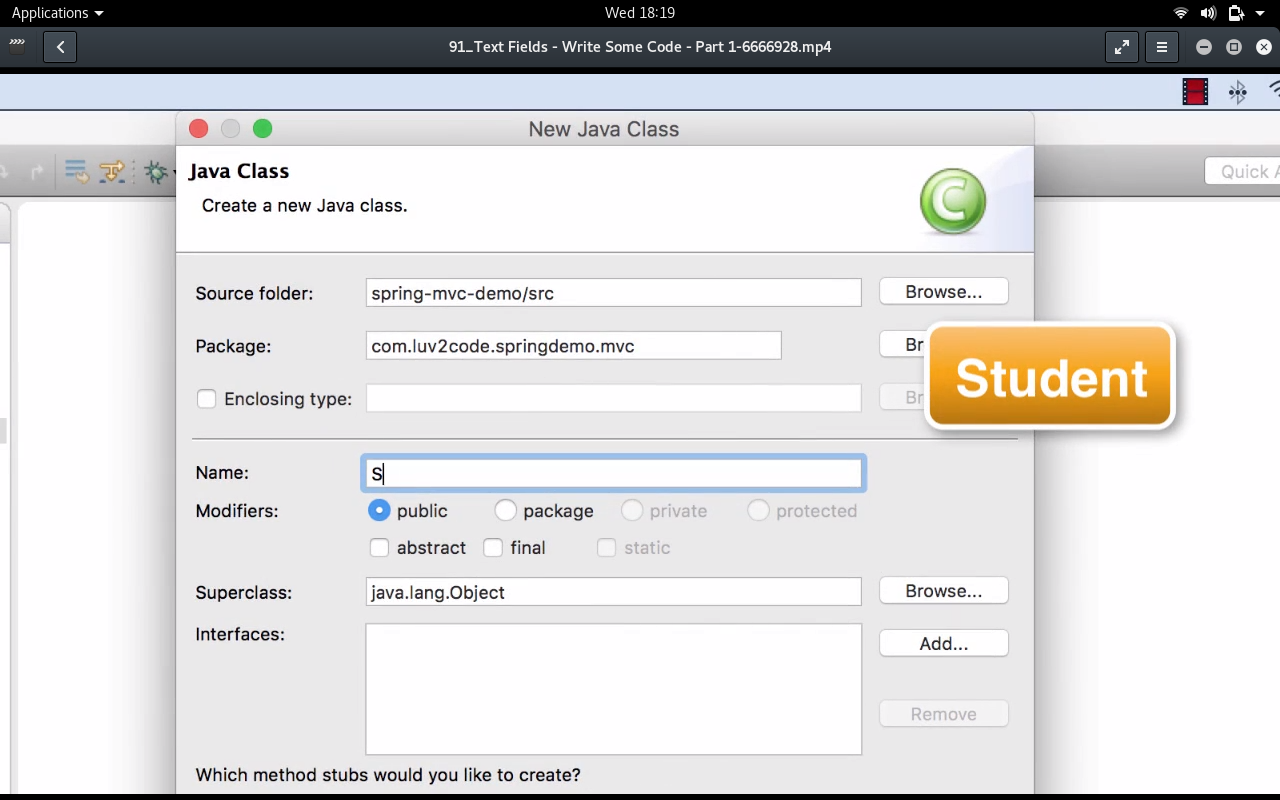 Applications
Wed 18:19
91_Text Fields - Write Some Code - Part 1-6666928.mp4
New Java Class
Quick A
Java Class
Create a new Java class.
C
Source folder: spring-mvc-demo/src Browse...
Package: com.luv2code.springdemo.mvc Br
Student
Enclosing type: Br
Name: S
Modifiers: public package private protected
abstract final static
Superclass: java.lang.Object Browse...
Interfaces: Add...
Remove
Which method stubs would you like to create?